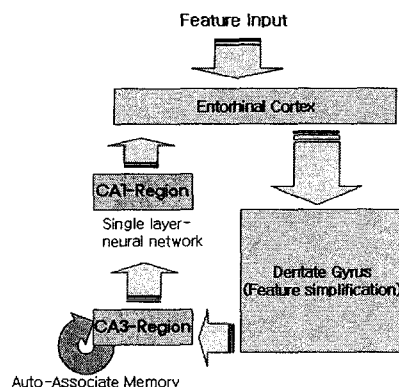 Feature Input
Entorhinal Cortex
CA1-Region
Single layer-
neural network
Dentate Gyrus
(Feature simplification)
CA3-Region
Auto-Associate Memory